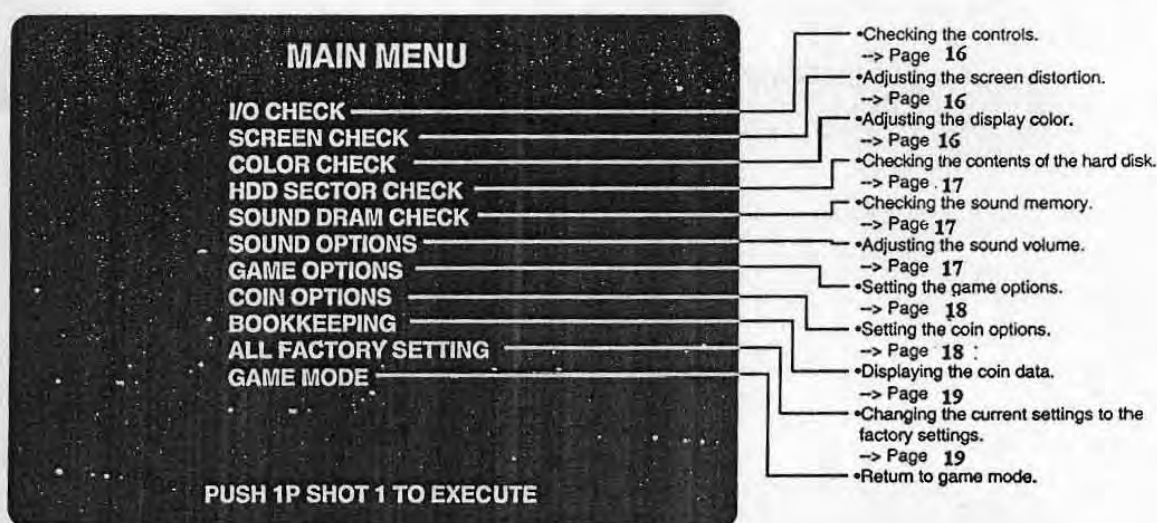 MAIN MENU
I/O CHECK
SCREEN CHECK
COLOR CHECK
HDD SECTOR CHECK
SOUND DRAM CHECK
SOUND OPTIONS
GAME OPTIONS
COIN OPTIONS
BOOKKEEPING
ALL FACTORY SETTING
GAME MODE
PUSH 1P SHOT 1 TO EXECUTE
•Checking the controls.
--> Page 16
•Adjusting the screen distortion.
--> Page 16
•Adjusting the display color.
--> Page 16
•Checking the contents of the hard disk.
--> Page 17
•Checking the sound memory.
--> Page 17
•Adjusting the sound volume.
--> Page 17
•Setting the game options.
--> Page 18
•Setting the coin options.
--> Page 18
•Displaying the coin data.
--> Page 19
•Changing the current settings to the
factory settings.
--> Page 19
•Return to game mode.